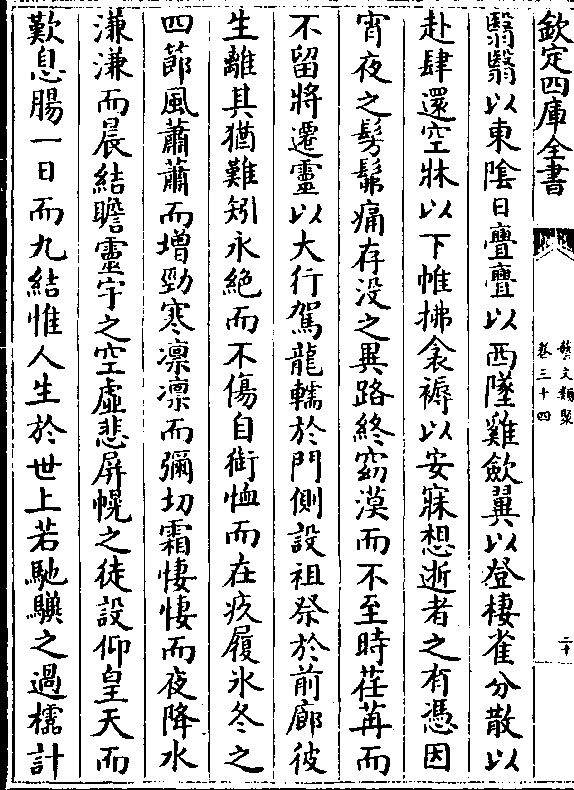 欽定四庫全書
藝文類聚
卷三十四
二十
翳翳以東陰日亹亹以西墜雞歛翼以登棲雀分散以
赴肆還空牀以下帷拂衾褥以安寐想逝者之有憑因
宵夜之髣髴痛存没之異路終窈漠而不至時荏苒而
不留將遷靈以大行駕龍轜於門側設祖祭於前廊彼
生離其猶難矧永絶而不傷自銜恤而在疚履氷冬之
四節風蕭蕭而增勁寒凛凛而彌切霜悽悽而夜降水
溓溓而晨結瞻靈宇之空虛悲屏幌之徒設仰皇天而
歎息腸一日而九結惟人生於世上若馳驥之過櫺計